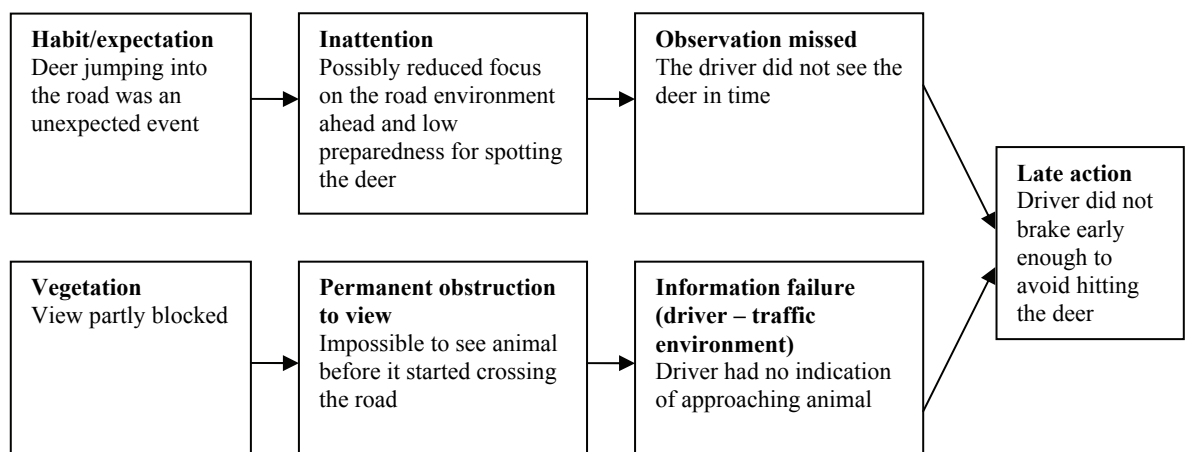 Habit/expectation
Deer jumping into
the road was an
unexpected event
Inattention
Possibly reduced focus
on the road environment
ahead and low
preparedness for spotting
the deer
Observation missed
The driver did not see the
deer in time
Late action
Driver did not
brake early
enough to
avoid hitting
the deer
Vegetation
View partly blocked
Permanent obstruction
to view
Impossible to see animal
before it started crossing
the road
Information failure
(driver – traffic
environment)
Driver had no indication
of approaching animal